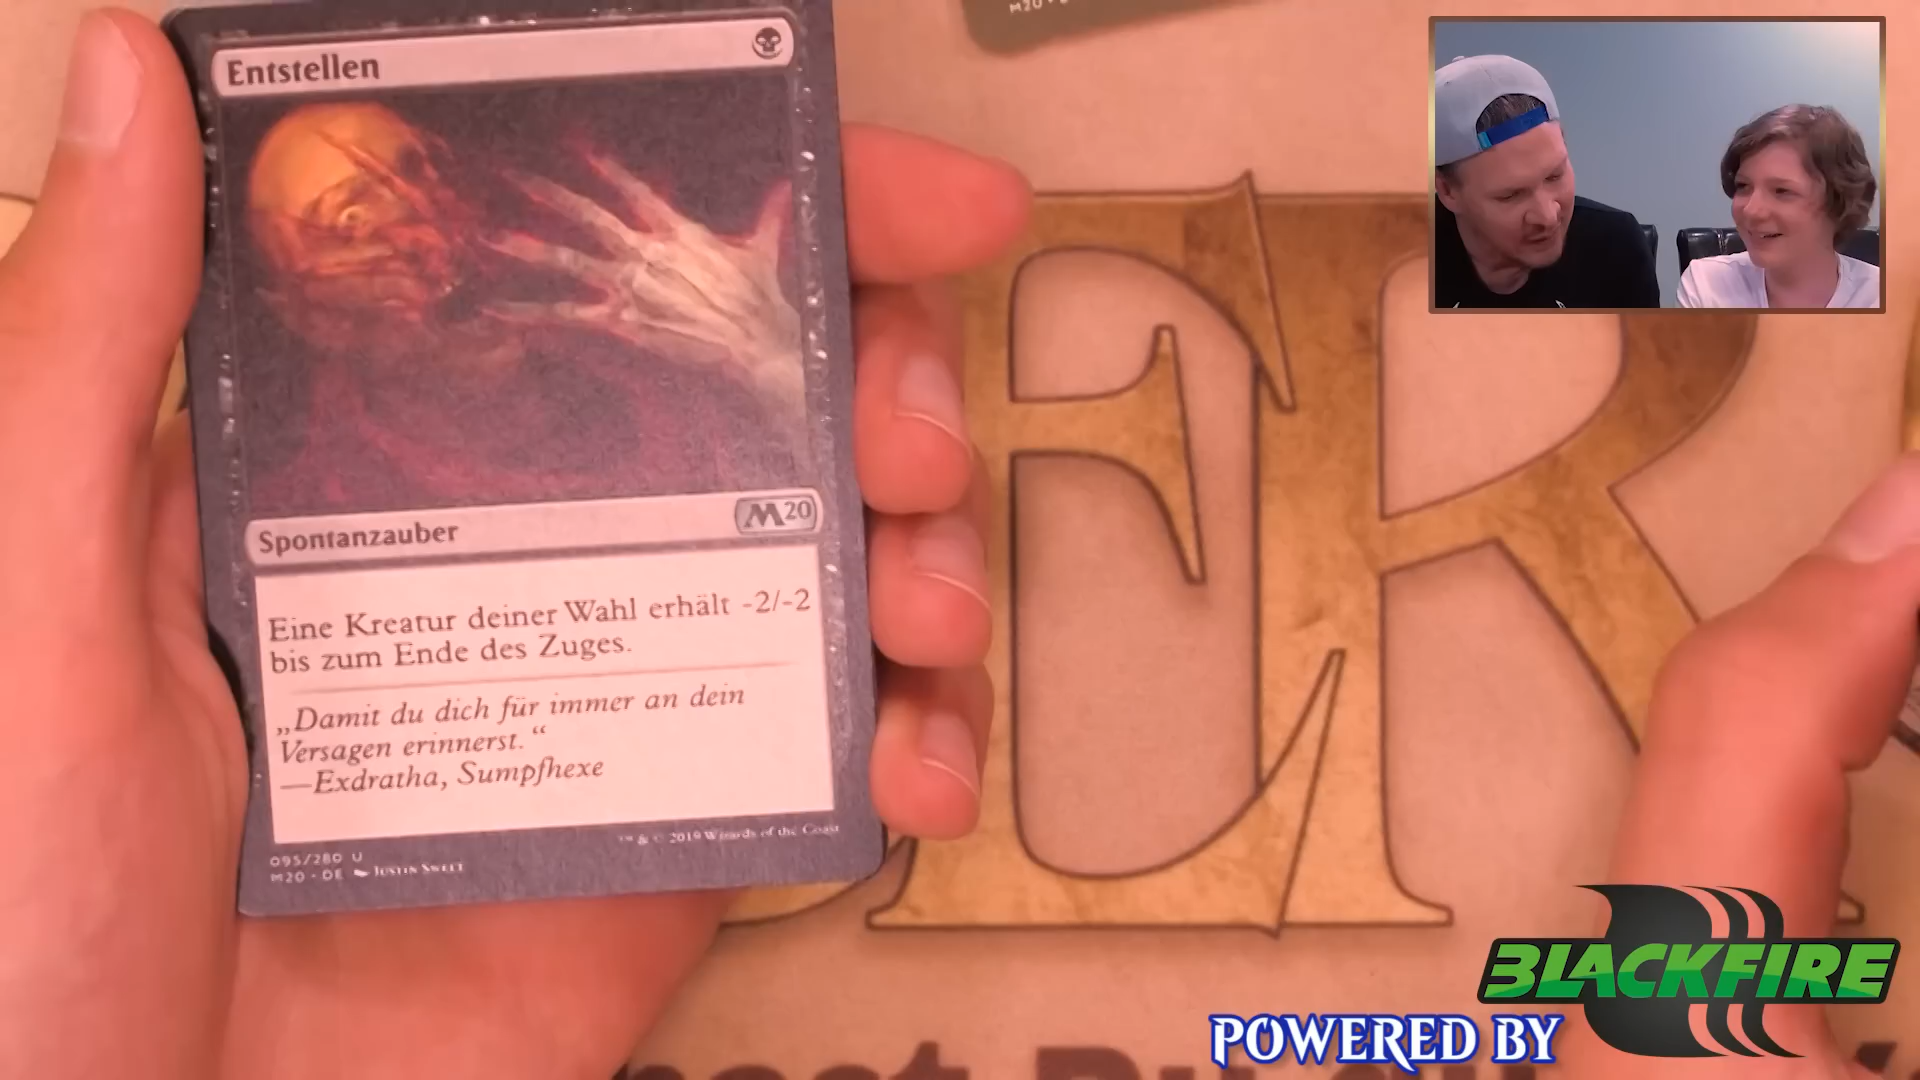 Entstellen
Spontanzauber
M20
Eine Kreatur deiner Wahl erhält -2/-2
bis zum Ende des Zuges.
„Damit du dich für immer an dein
Versagen erinnerst.“
—Exdratha, Sumpfhexe
™ & © 2019 Wizards of the Coast
095/280 U
M20 • DE Justin Sweet
ER
BLACKFIRE
POWERED BY